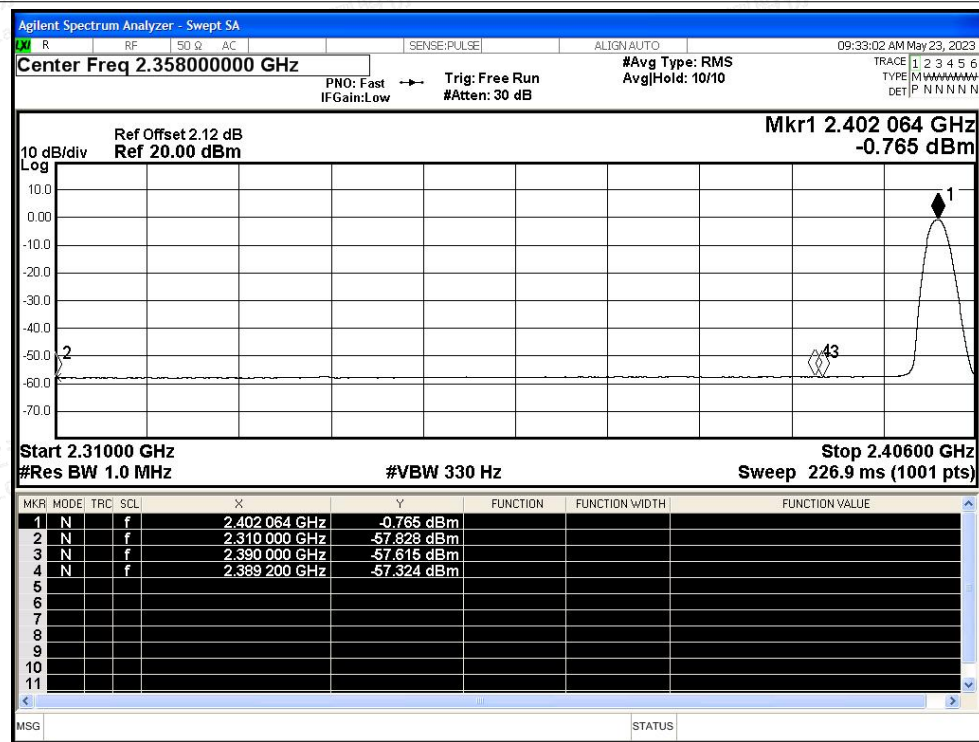 Agilent Spectrum Analyzer - Swept SA
LXI R RF 50 Ω AC SENSE:PULSE ALIGN AUTO 09:33:02 AM May 23, 2023
Center Freq 2.358000000 GHz
PNO: Fast
IFGain:Low
Trig: Free Run
#Atten: 30 dB
#Avg Type: RMS
Avg|Hold: 10/10
TRACE 1 2 3 4 5 6
TYPE M
DET P N N N N N
Mkr1 2.402 064 GHz
-0.765 dBm
Ref Offset 2.12 dB
10 dB/div Ref 20.00 dBm
Log
10.0
0.00
-10.0
-20.0
-30.0
-40.0
-50.0
-60.0
-70.0
1
2
43
Start 2.31000 GHz Stop 2.40600 GHz
#Res BW 1.0 MHz #VBW 330 Hz Sweep 226.9 ms (1001 pts)
MKR MODE TRC SCL X Y FUNCTION FUNCTION WIDTH FUNCTION VALUE
1 N f 2.402 064 GHz -0.765 dBm
2 N f 2.310 000 GHz -57.828 dBm
3 N f 2.390 000 GHz -57.615 dBm
4 N f 2.389 200 GHz -57.324 dBm
5
6
7
8
9
10
11
MSG STATUS